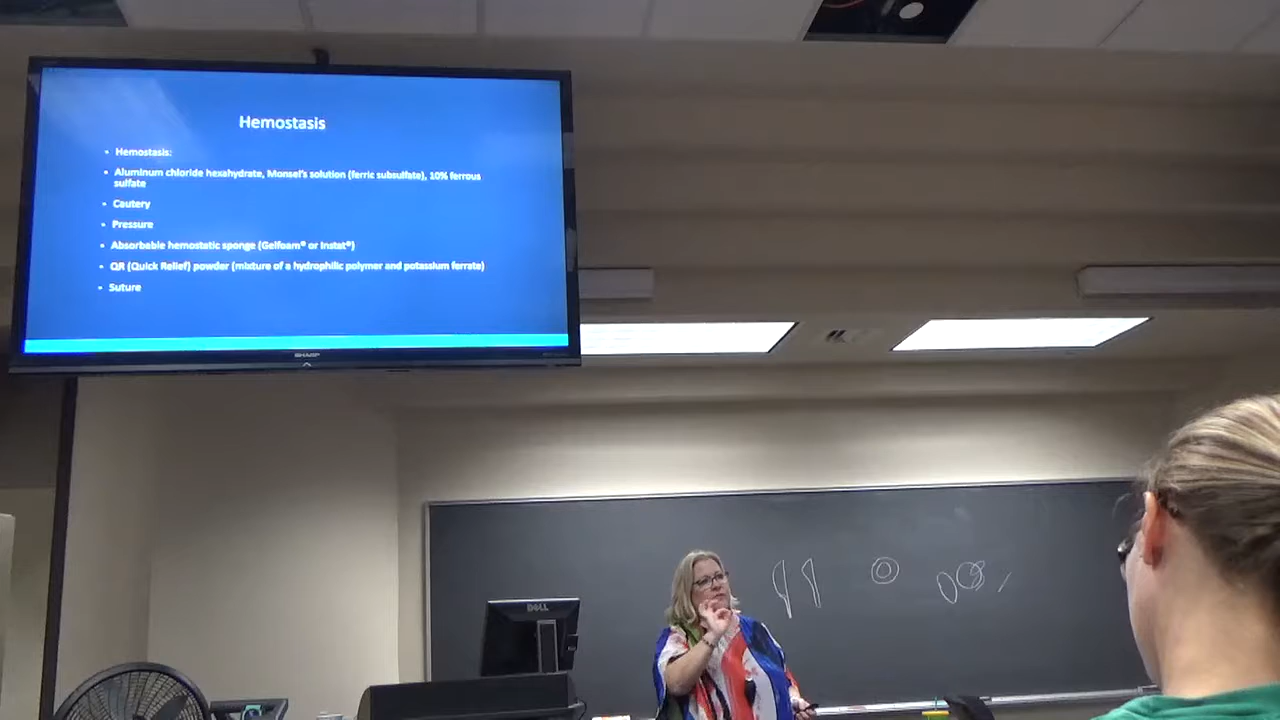 Hemostasis
• Hemostasis:
• Aluminum chloride hexahydrate, Monsel's solution (ferric subsulfate), 10% ferrous
sulfate
• Cautery
• Pressure
• Absorbable hemostatic sponge (Gelfoam® or Instat®)
• QR (Quick Relief) powder (mixture of a hydrophilic polymer and potassium ferrate)
• Suture
SHARP
DELL